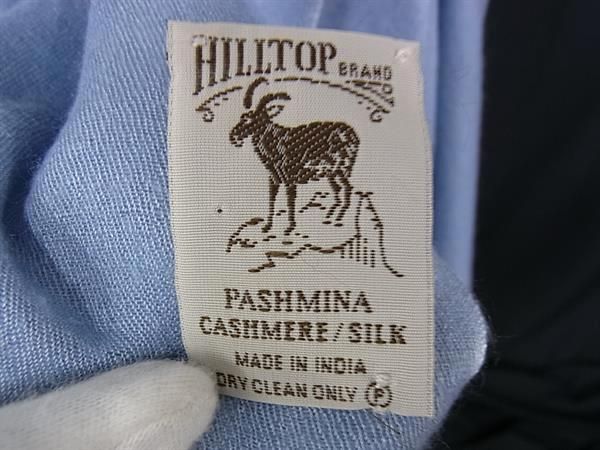 HILLTOP BRAND
PASHMINA
CASHMERE/SILK
MADE IN INDIA
DRY CLEAN ONLY Ⓟ